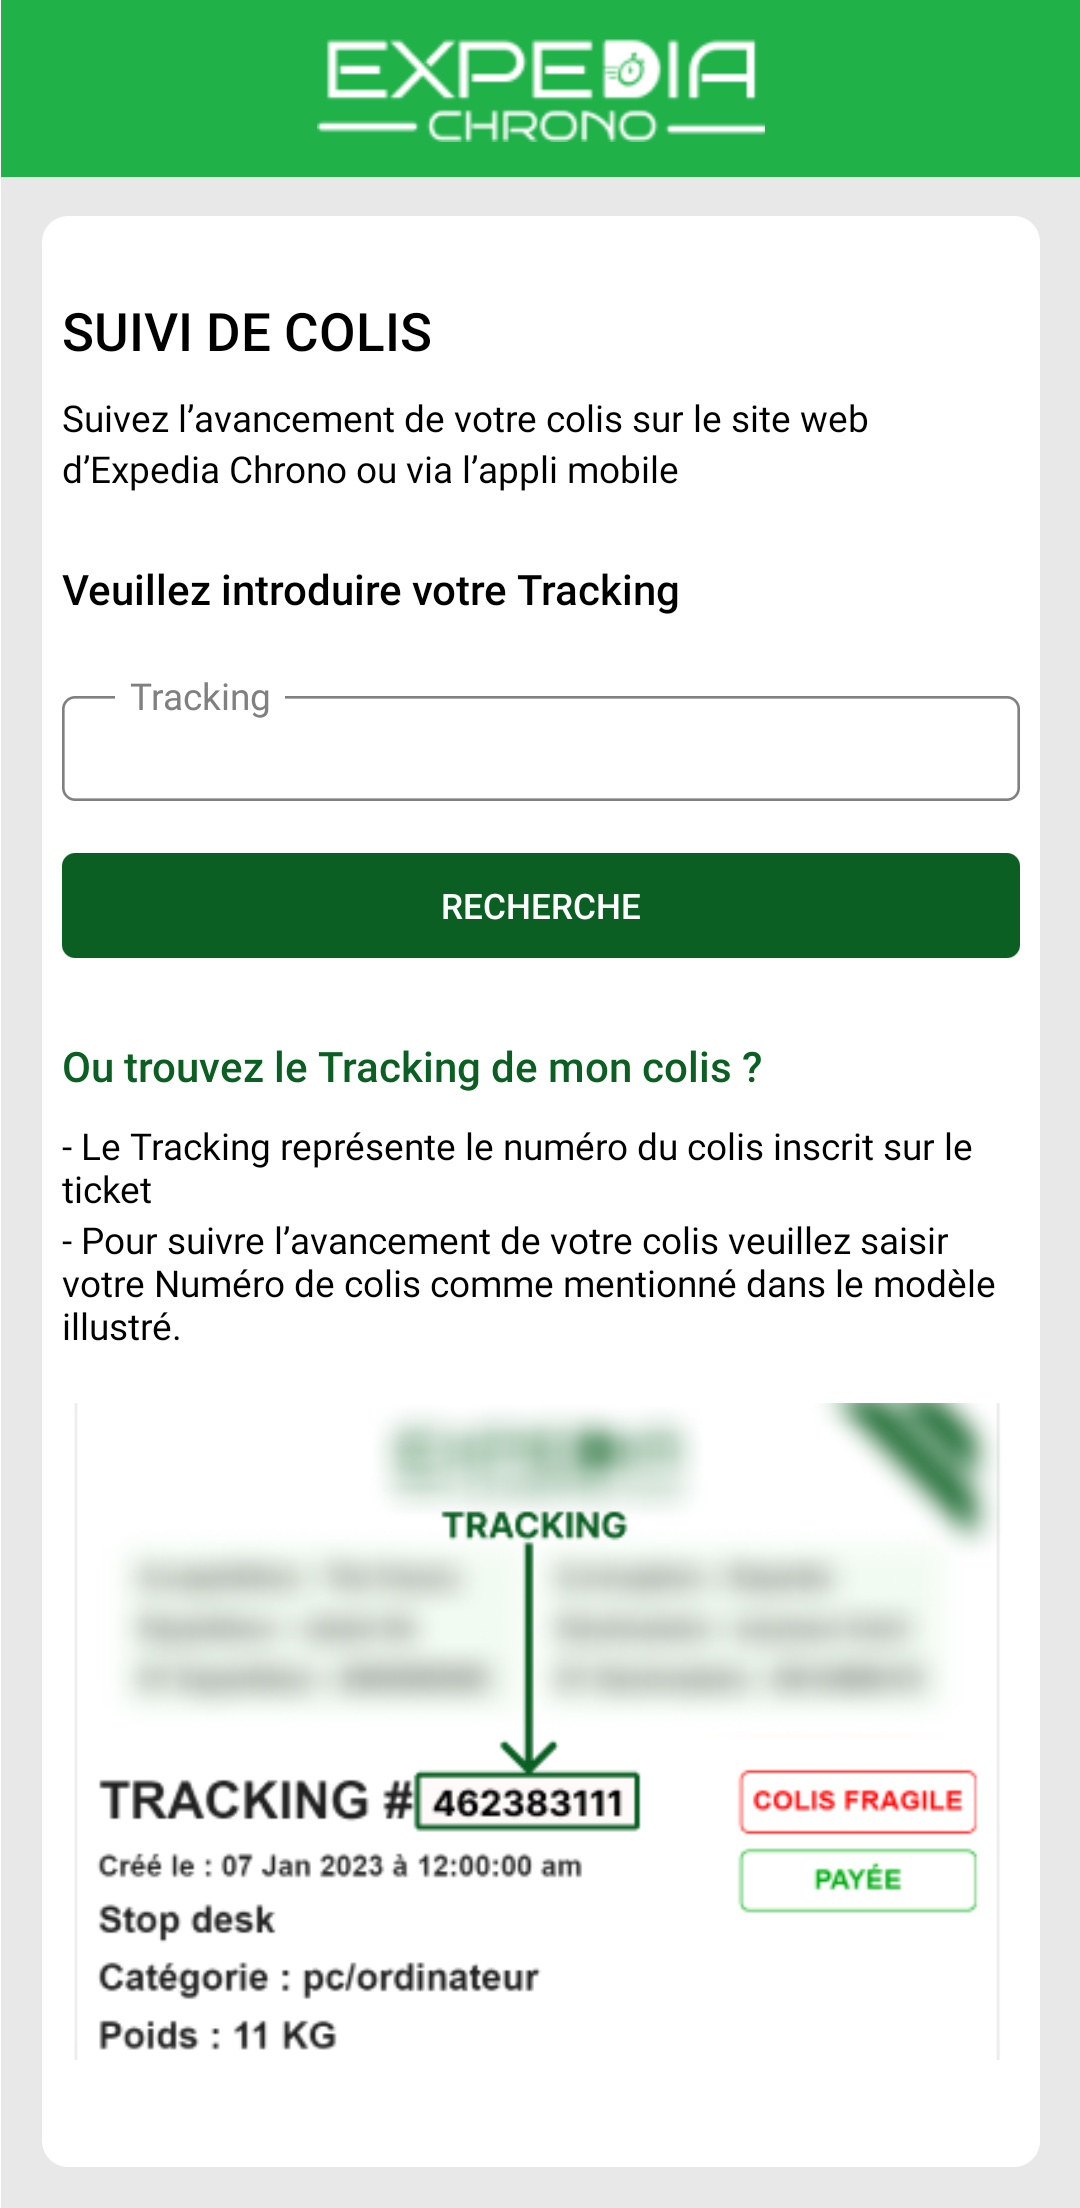 EXPEDIA
CHRONO
SUIVI DE COLIS
Suivez l’avancement de votre colis sur le site web
d’Expedia Chrono ou via l’appli mobile
Veuillez introduire votre Tracking
Tracking
RECHERCHE
Ou trouvez le Tracking de mon colis ?
- Le Tracking représente le numéro du colis inscrit sur le
ticket
- Pour suivre l’avancement de votre colis veuillez saisir
votre Numéro de colis comme mentionné dans le modèle
illustré.
TRACKING
TRACKING # 462383111
COLIS FRAGILE
Créé le : 07 Jan 2023 à 12:00:00 am
PAYÉE
Stop desk
Catégorie : pc/ordinateur
Poids : 11 KG